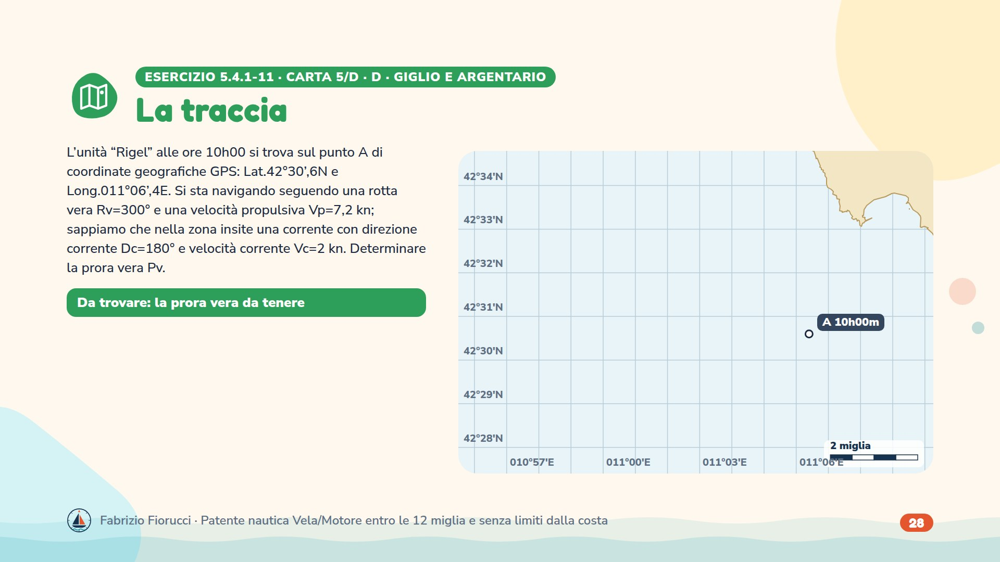 ESERCIZIO 5.4.1-11 · CARTA 5/D · D · GIGLIO E ARGENTARIO
La traccia
L’unità “Rigel” alle ore 10h00 si trova sul punto A di
coordinate geografiche GPS: Lat.42°30’,6N e
Long.011°06’,4E. Si sta navigando seguendo una rotta
vera Rv=300° e una velocità propulsiva Vp=7,2 kn;
sappiamo che nella zona insite una corrente con direzione
corrente Dc=180° e velocità corrente Vc=2 kn. Determinare
la prora vera Pv.
Da trovare: la prora vera da tenere
42°34'N
42°33'N
42°32'N
42°31'N
A 10h00m
42°30'N
42°29'N
42°28'N
2 miglia
010°57'E
011°00'E
011°03'E
011°06'E
Fabrizio Fiorucci · Patente nautica Vela/Motore entro le 12 miglia e senza limiti dalla costa
28